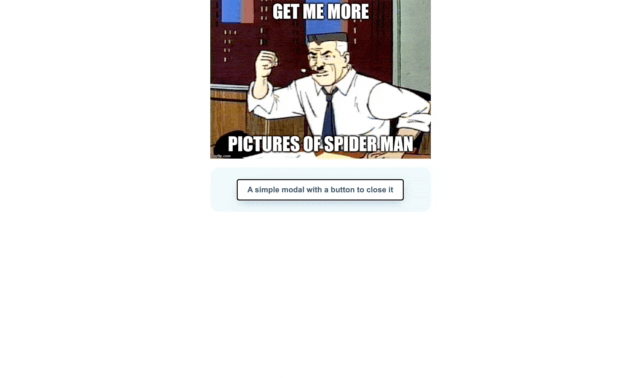 GET ME MORE
PICTURES OF SPIDER MAN
imgflip.com
A simple modal with a button to close it